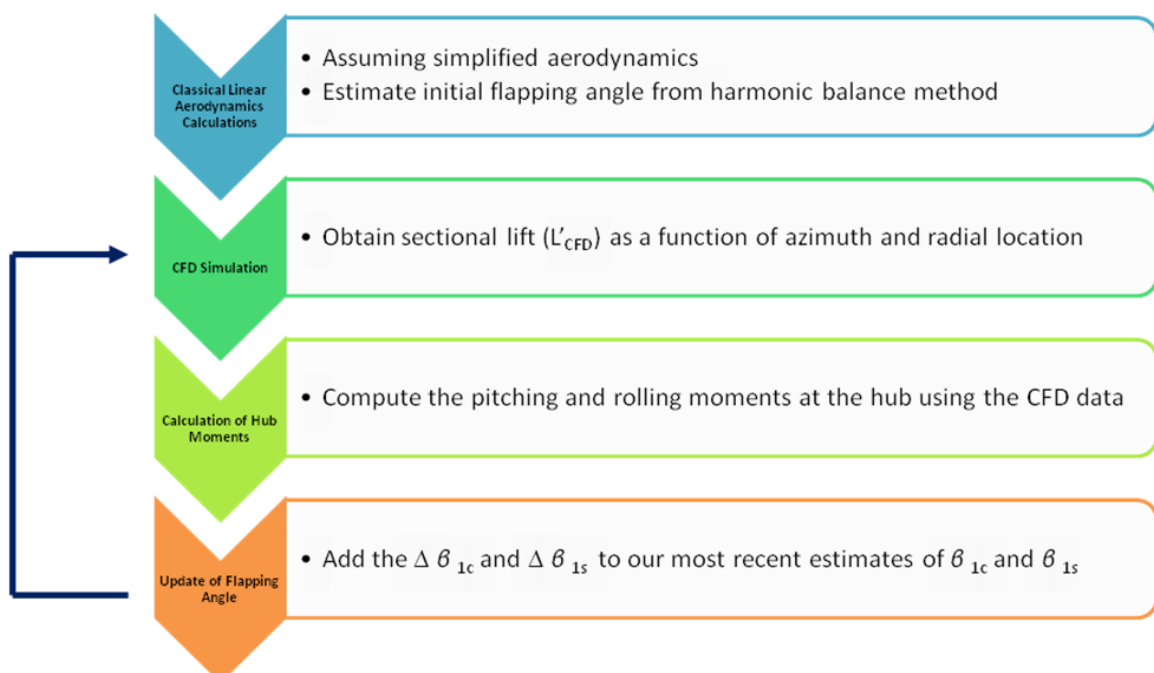 Classical Linear
Aerodynamics
Calculations
• Assuming simplified aerodynamics
• Estimate initial flapping angle from harmonic balance method
CFD Simulation
• Obtain sectional lift (L'CFD) as a function of azimuth and radial location
Calculation of Hub
Moments
• Compute the pitching and rolling moments at the hub using the CFD data
Update of Flapping
Angle
• Add the Δ β 1c and Δ β 1s to our most recent estimates of β 1c and β 1s